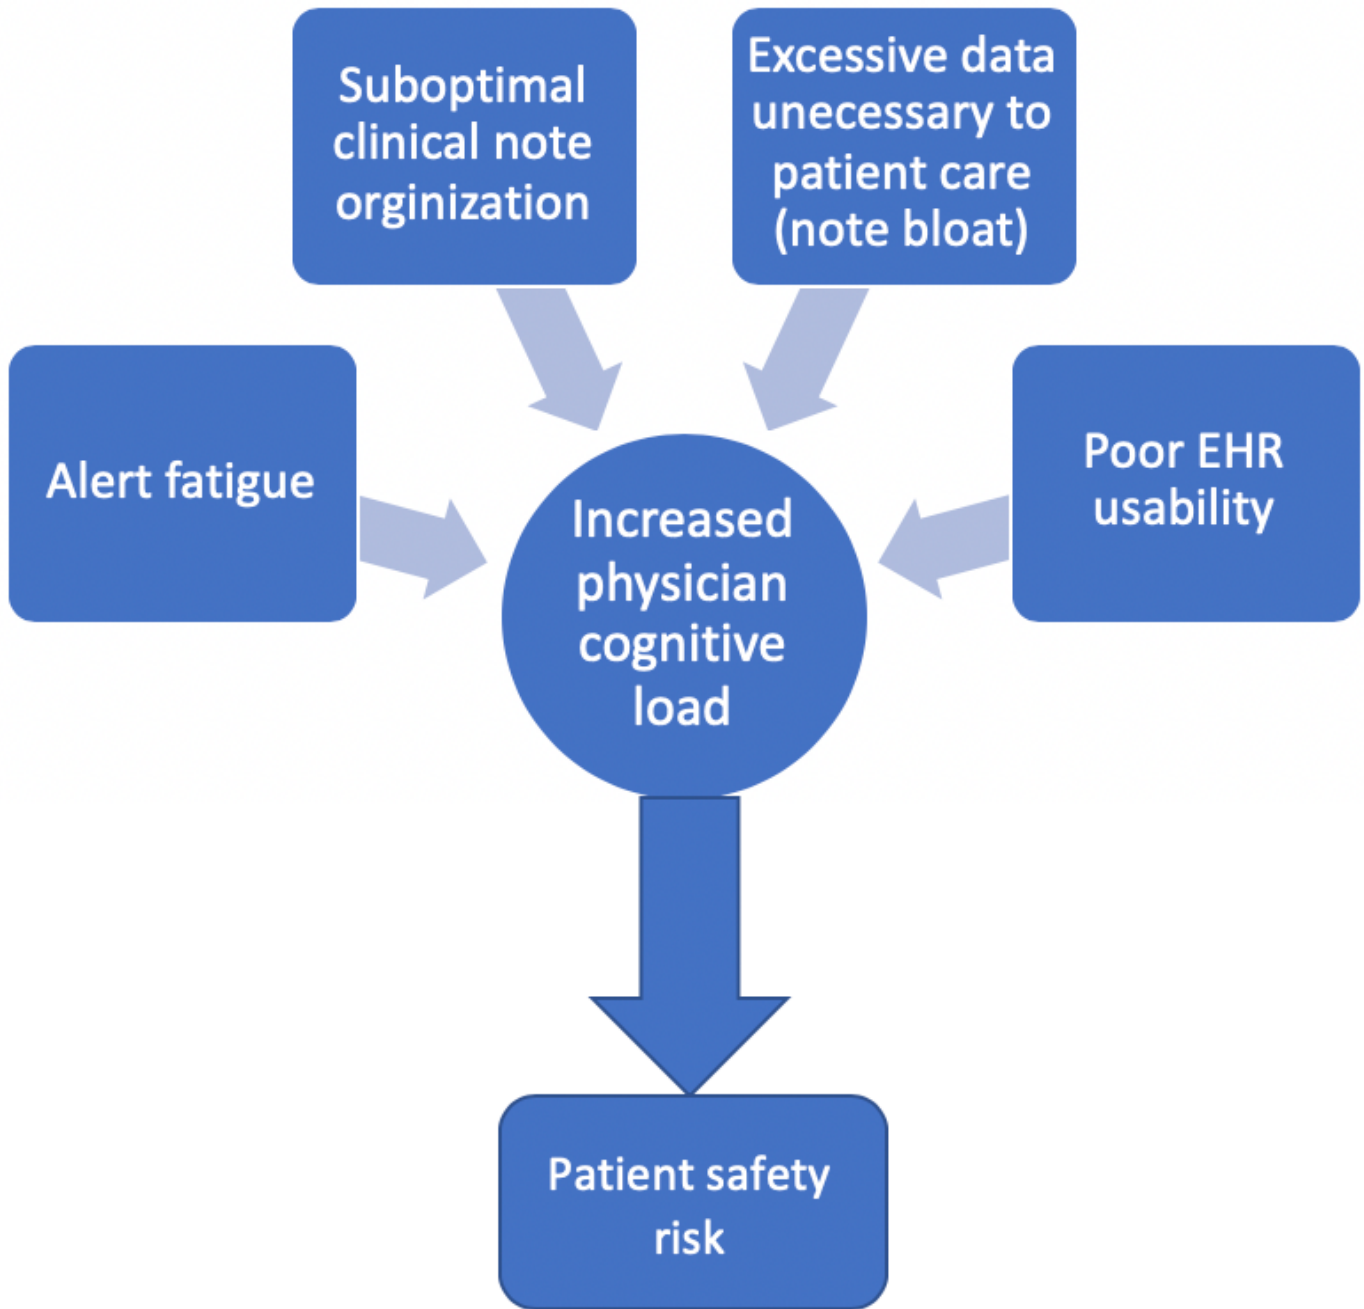 Suboptimal
clinical note
orginization
Excessive data
unecessary to
patient care
(note bloat)
Alert fatigue
Poor EHR
usability
Increased
physician
cognitive
load
Patient safety
risk